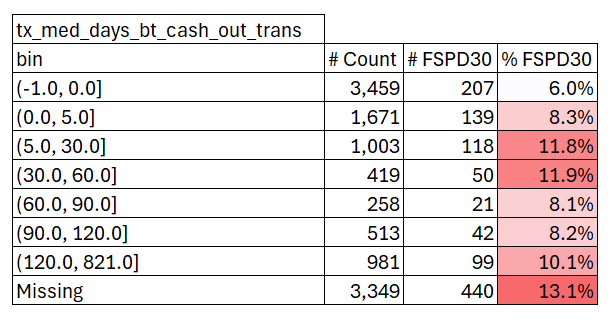 tx_med_days_bt_cash_out_trans
bin # Count # FSPD30 % FSPD30
(-1.0, 0.0] 3,459 207 6.0%
(0.0, 5.0] 1,671 139 8.3%
(5.0, 30.0] 1,003 118 11.8%
(30.0, 60.0] 419 50 11.9%
(60.0, 90.0] 258 21 8.1%
(90.0, 120.0] 513 42 8.2%
(120.0, 821.0] 981 99 10.1%
Missing 3,349 440 13.1%